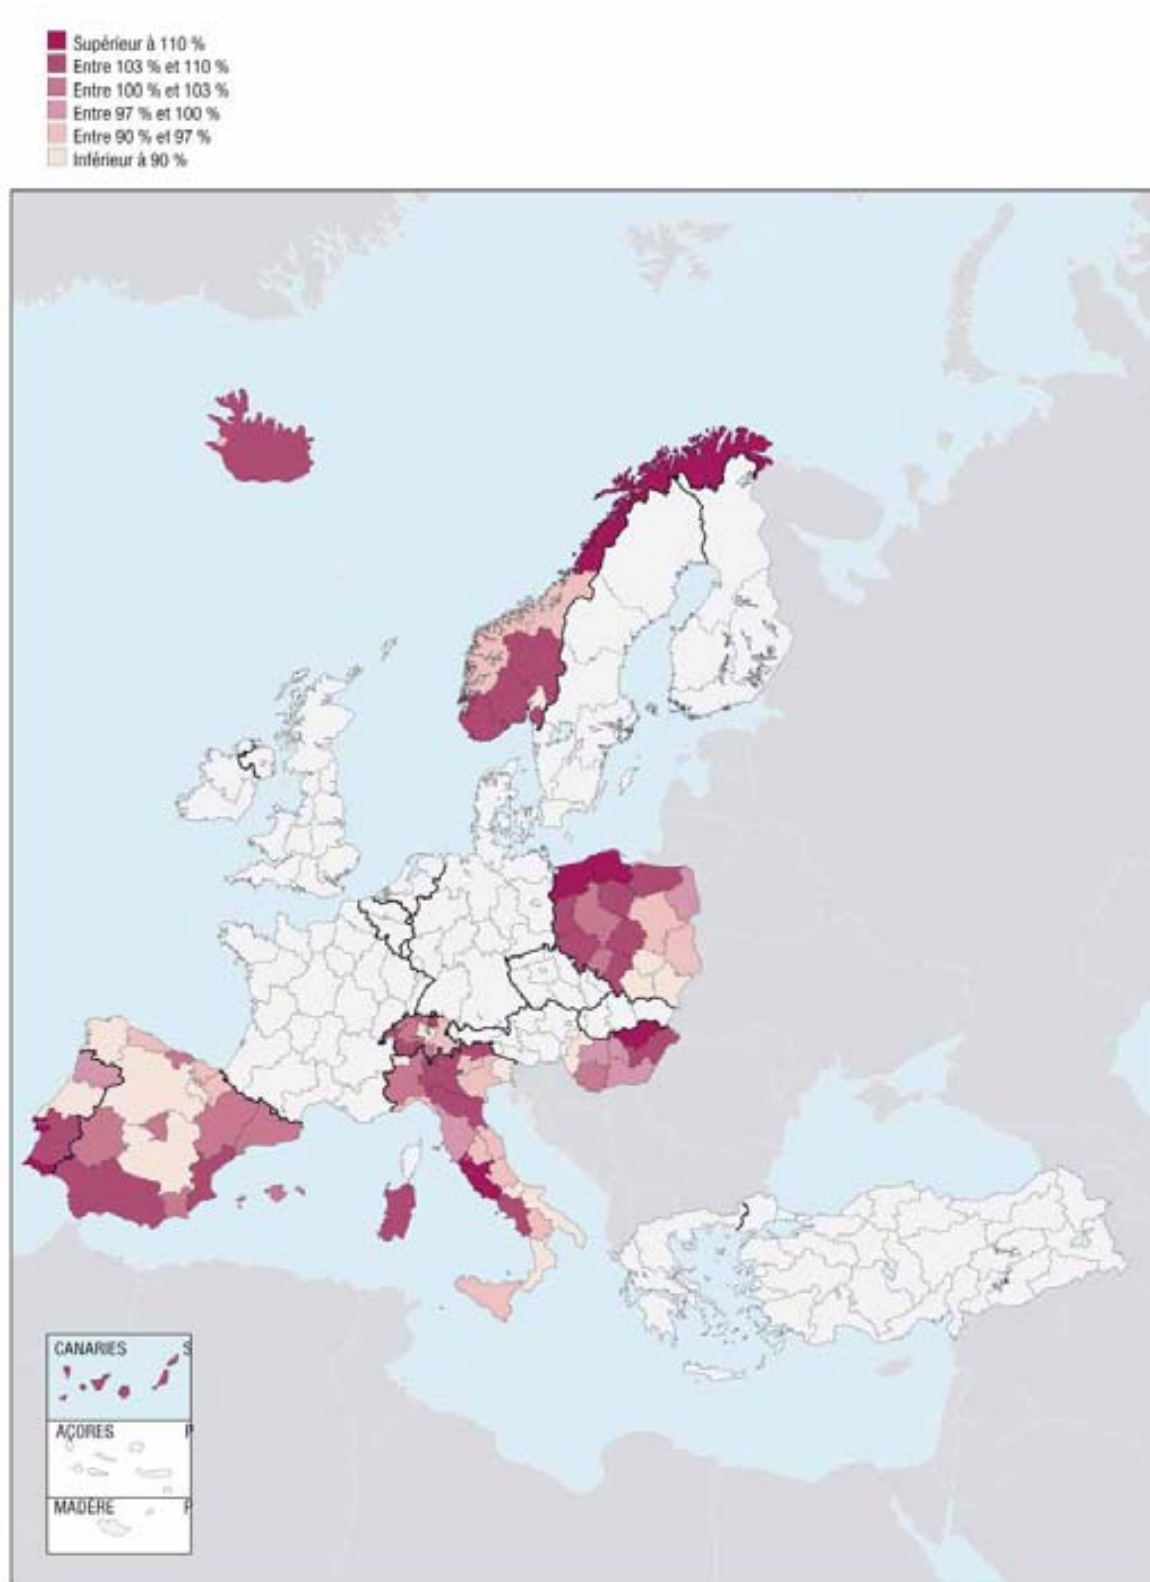 Supérieur à 110 %
Entre 103 % et 110 %
Entre 100 % et 103 %
Entre 97 % et 100 %
Entre 90 % et 97 %
Inférieur à 90 %
CANARIES S
AÇORES P
MADÈRE P